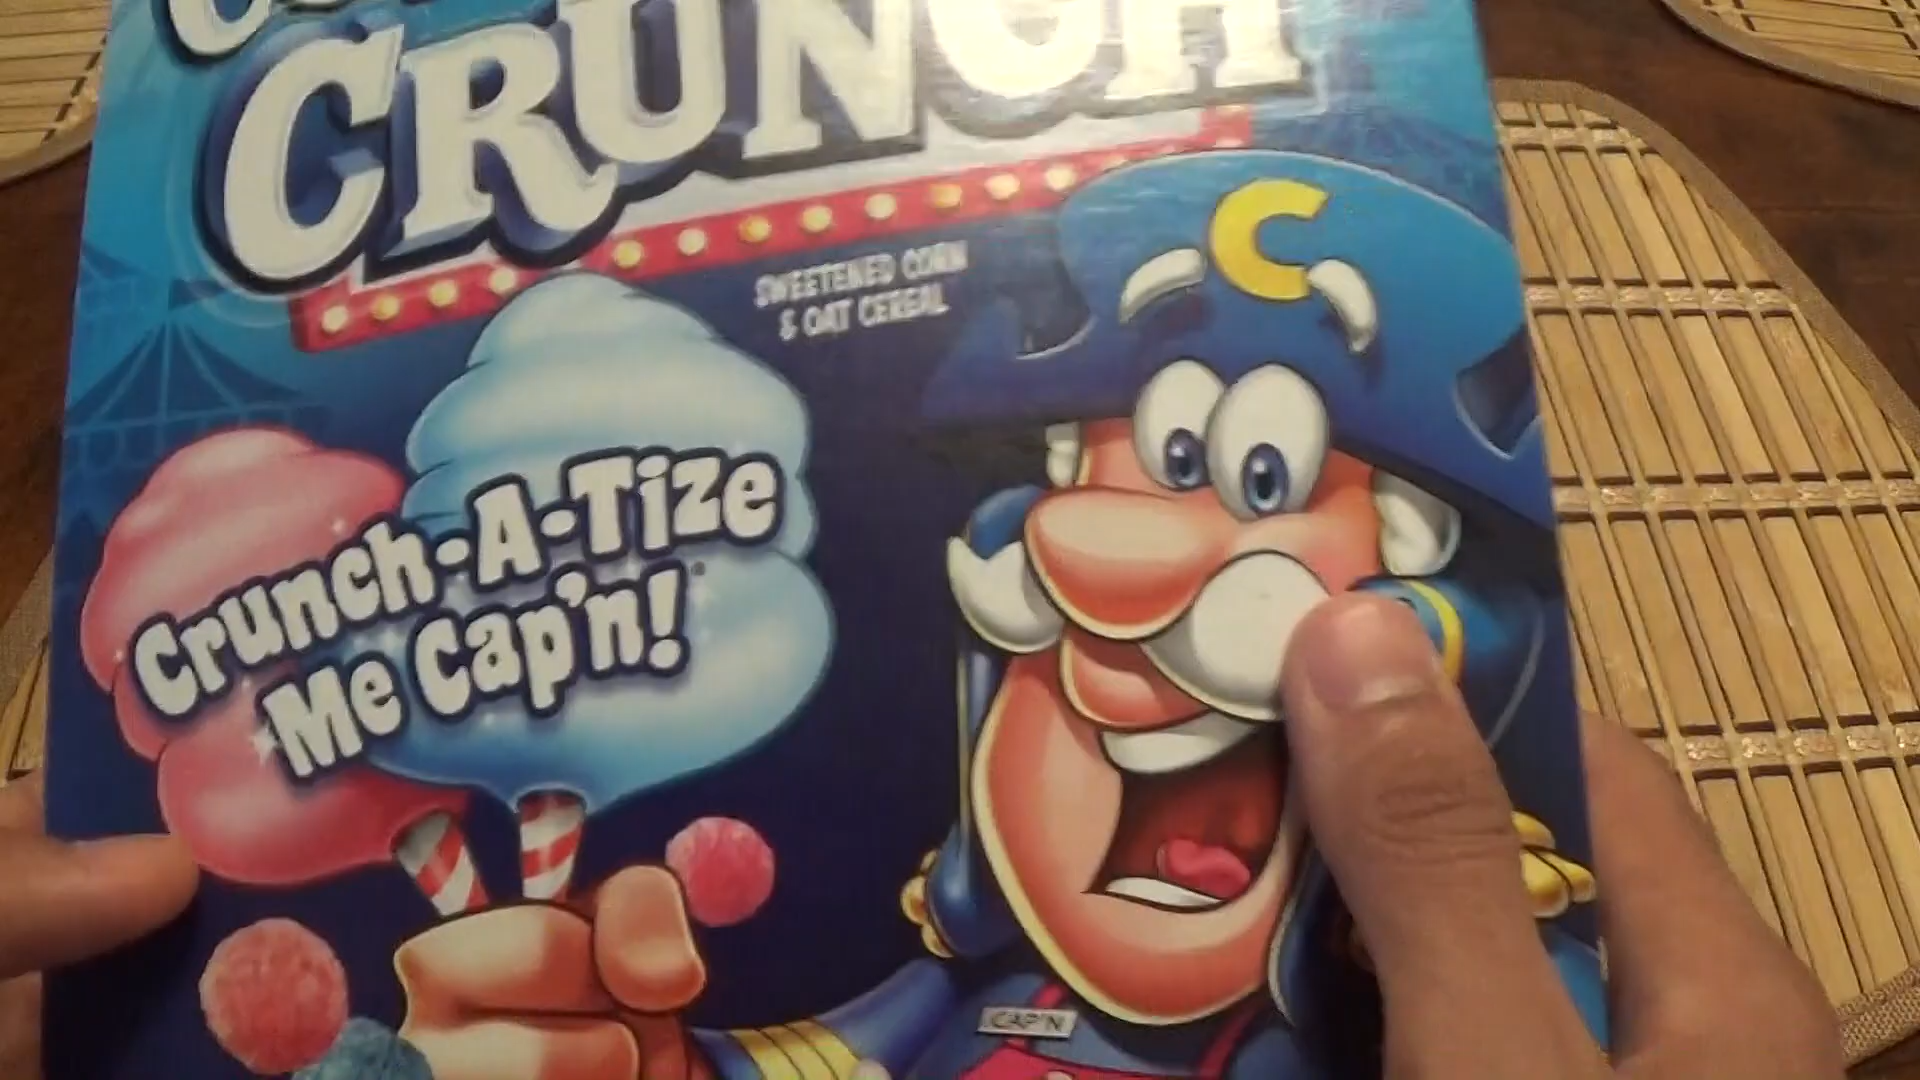 CRUNCH
SWEETENED CORN
& OAT CEREAL
C
Crunch-A-Tize
Me Cap'n!
CAP'N